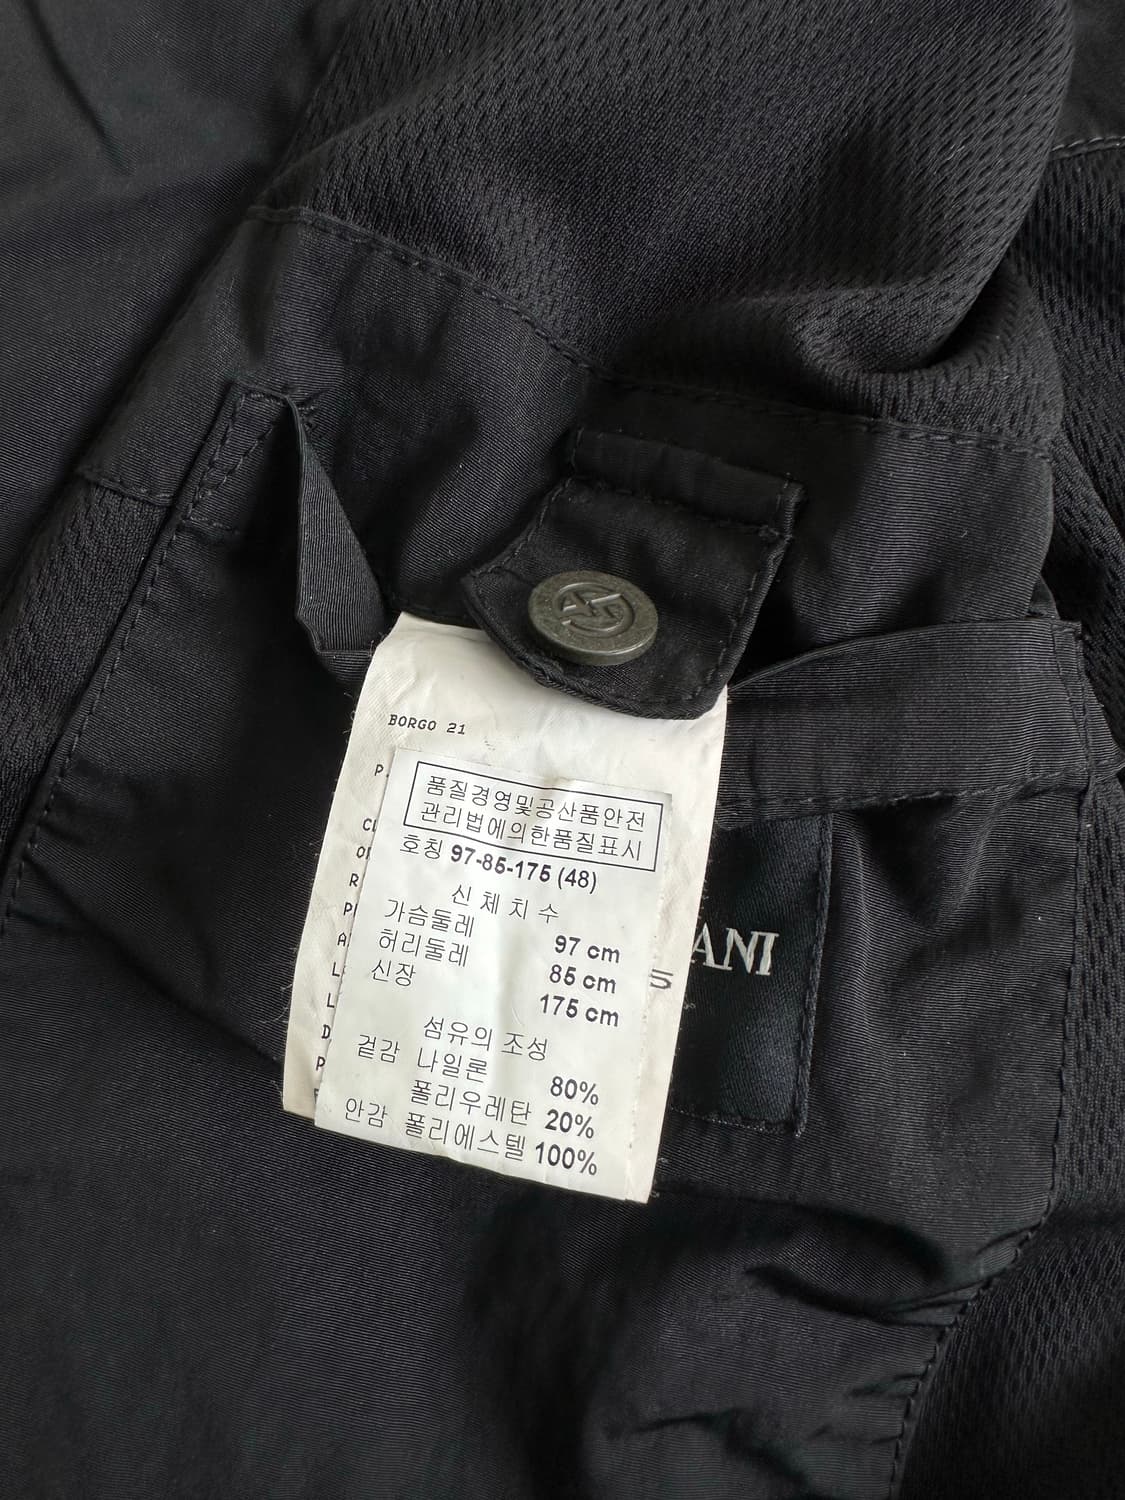 BORGO 21
품질경영및공산품안전
관리법에의한품질표시
호칭 97-85-175 (48)
신 체 치 수
가슴둘레 97 cm
허리둘레 85 cm
신장 175 cm
섬유의 조성
겉감 나일론 80%
폴리우레탄 20%
안감 폴리에스텔 100%
ANI
5